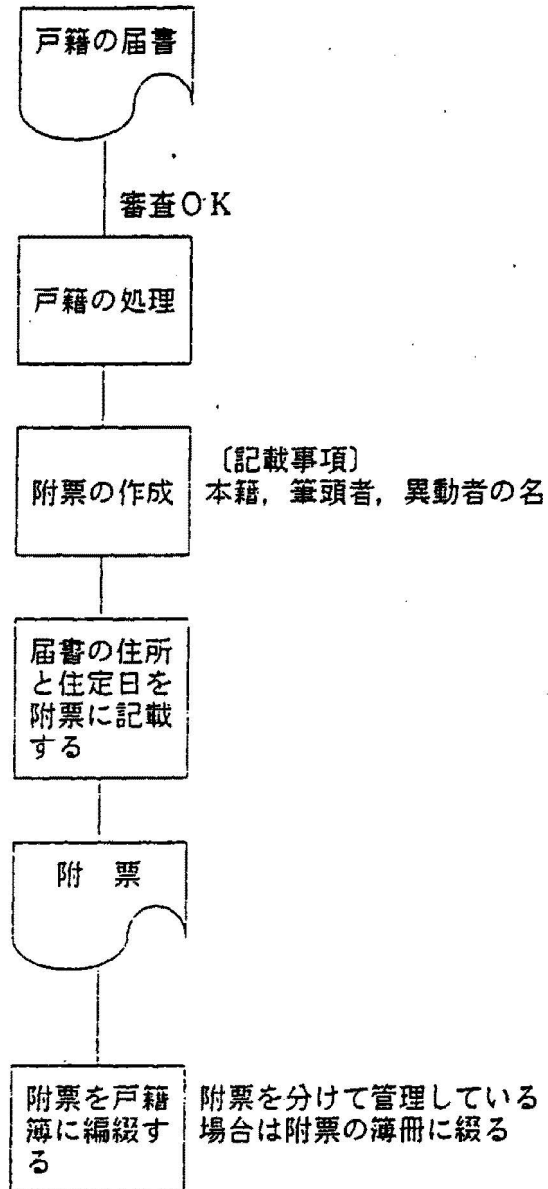 戸籍の届書
審査OK
戸籍の処理
附票の作成
〔記載事項〕
本籍，筆頭者，異動者の名
届書の住所
と住定日を
附票に記載
する
附　票
附票を戸籍
簿に編綴す
る
附票を分けて管理している
場合は附票の簿冊に綴る